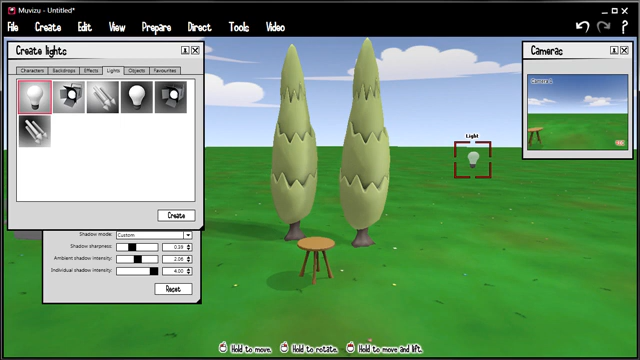 Muvizu - Untitled*
File Create Edit View Prepare Direct Tools Video
Create lights
Characters Backdrops Effects Lights Objects Favourites
Create
Shadow mode: Custom
Shadow sharpness: 0.39
Ambient shadow intensity: 2.06
Individual shadow intensity: 4.00
Reset
Light
Cameras
Camera 1
Hold to move. Hold to rotate. Hold to move and lift.